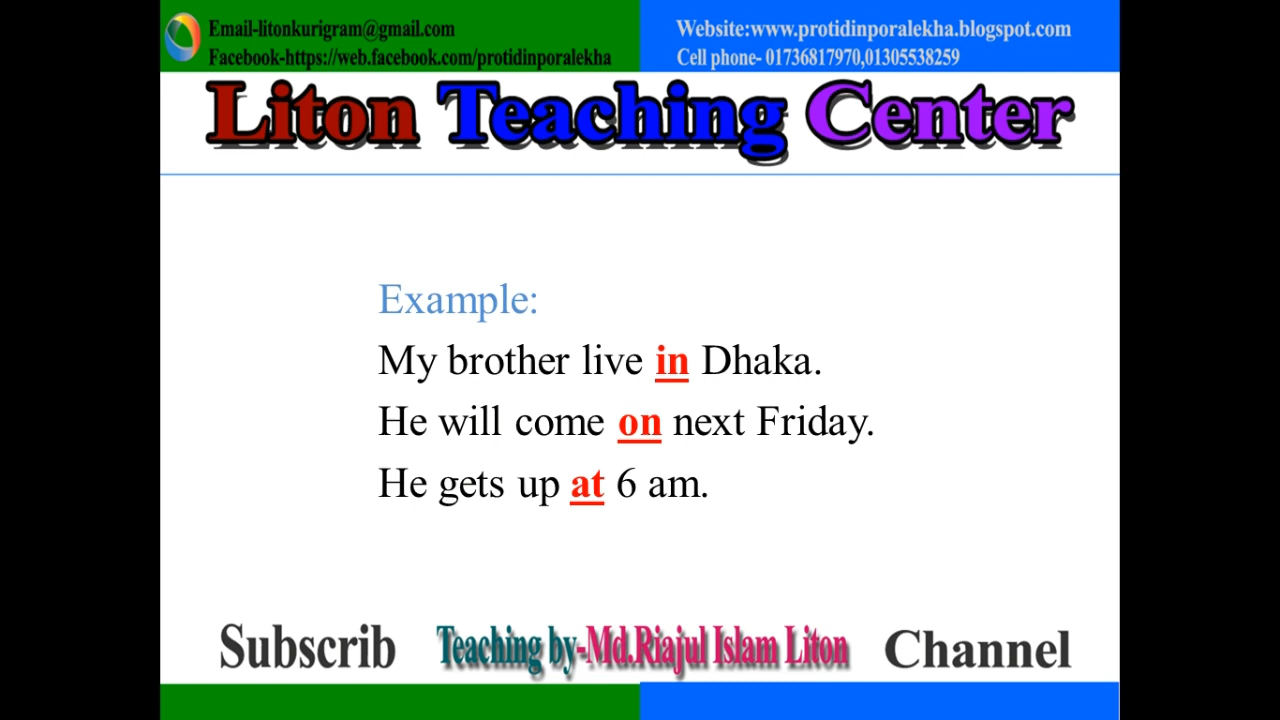 Email-litonkurigram@gmail.com
Facebook-https://web.facebook.com/protidinporalekha
Website:www.protidinporalekha.blogspot.com
Cell phone- 01736817970,01305538259
Liton Teaching Center
Example:
My brother live in Dhaka.
He will come on next Friday.
He gets up at 6 am.
Subscrib Teaching by-Md.Riajul Islam Liton Channel